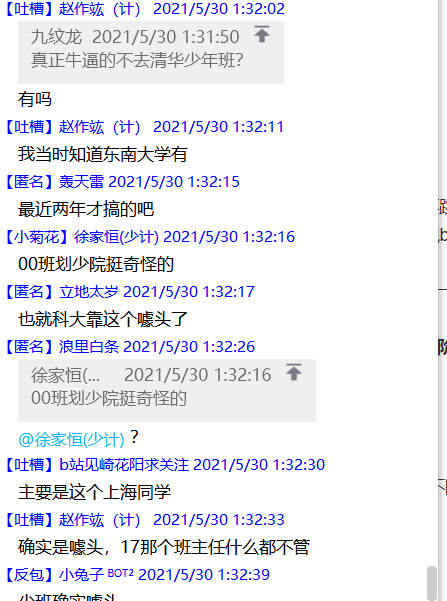 【吐槽】赵作竑（计） 2021/5/30 1:32:02
九纹龙 2021/5/30 1:31:50
真正牛逼的不去清华少年班?
有吗
【吐槽】赵作竑（计） 2021/5/30 1:32:11
我当时知道东南大学有
【匿名】轰天雷 2021/5/30 1:32:15
最近两年才搞的吧
【小菊花】徐家恒(少计) 2021/5/30 1:32:16
00班划少院挺奇怪的
【匿名】立地太岁 2021/5/30 1:32:17
也就科大靠这个噱头了
【匿名】浪里白条 2021/5/30 1:32:26
徐家恒(... 2021/5/30 1:32:16
00班划少院挺奇怪的
@徐家恒(少计) ？
【吐槽】b站见崎花阳求关注 2021/5/30 1:32:30
主要是这个上海同学
【吐槽】赵作竑（计） 2021/5/30 1:32:33
确实是噱头，17那个班主任什么都不管
【反包】小兔子 BOT2 2021/5/30 1:32:39
少班确实噱头